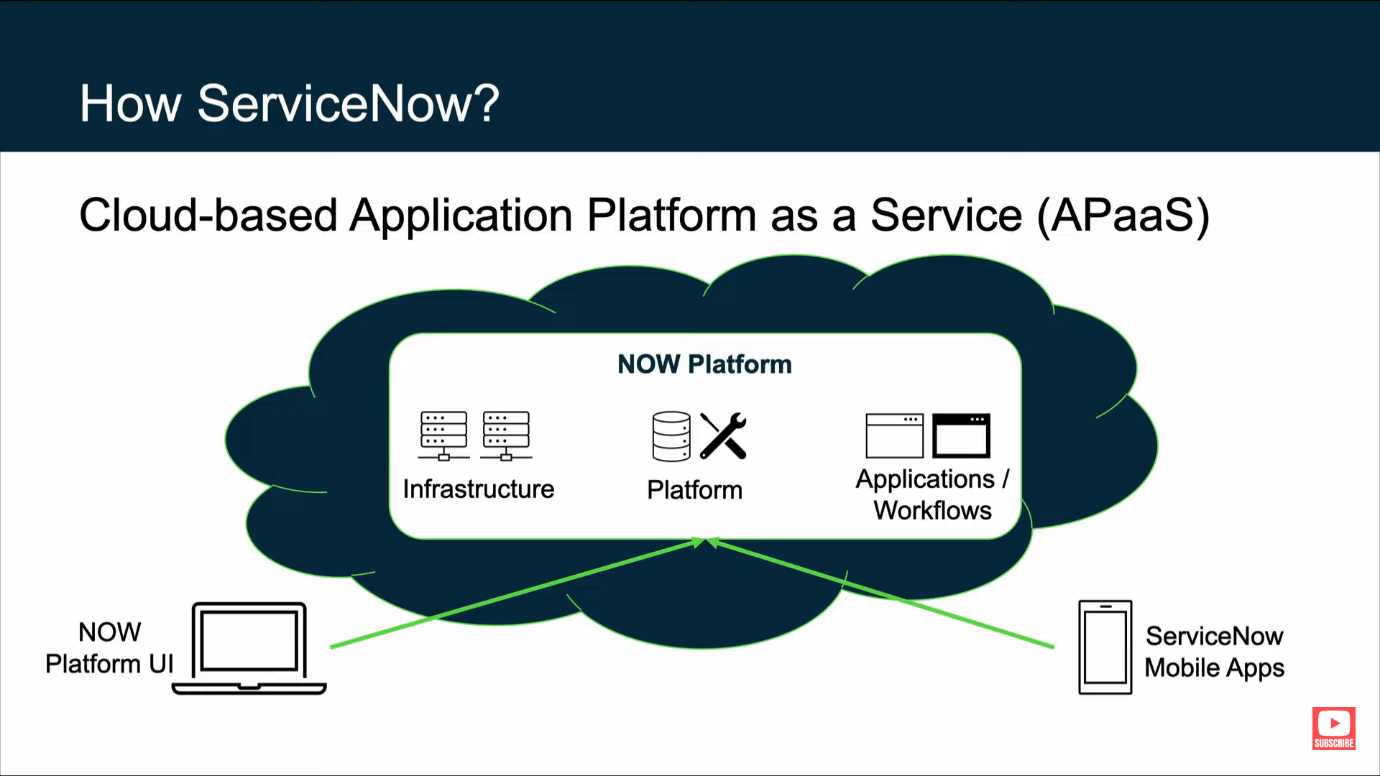 How ServiceNow?
Cloud-based Application Platform as a Service (APaaS)
NOW Platform
Infrastructure
Platform
Applications /
Workflows
NOW
Platform UI
ServiceNow
Mobile Apps
SUBSCRIBE